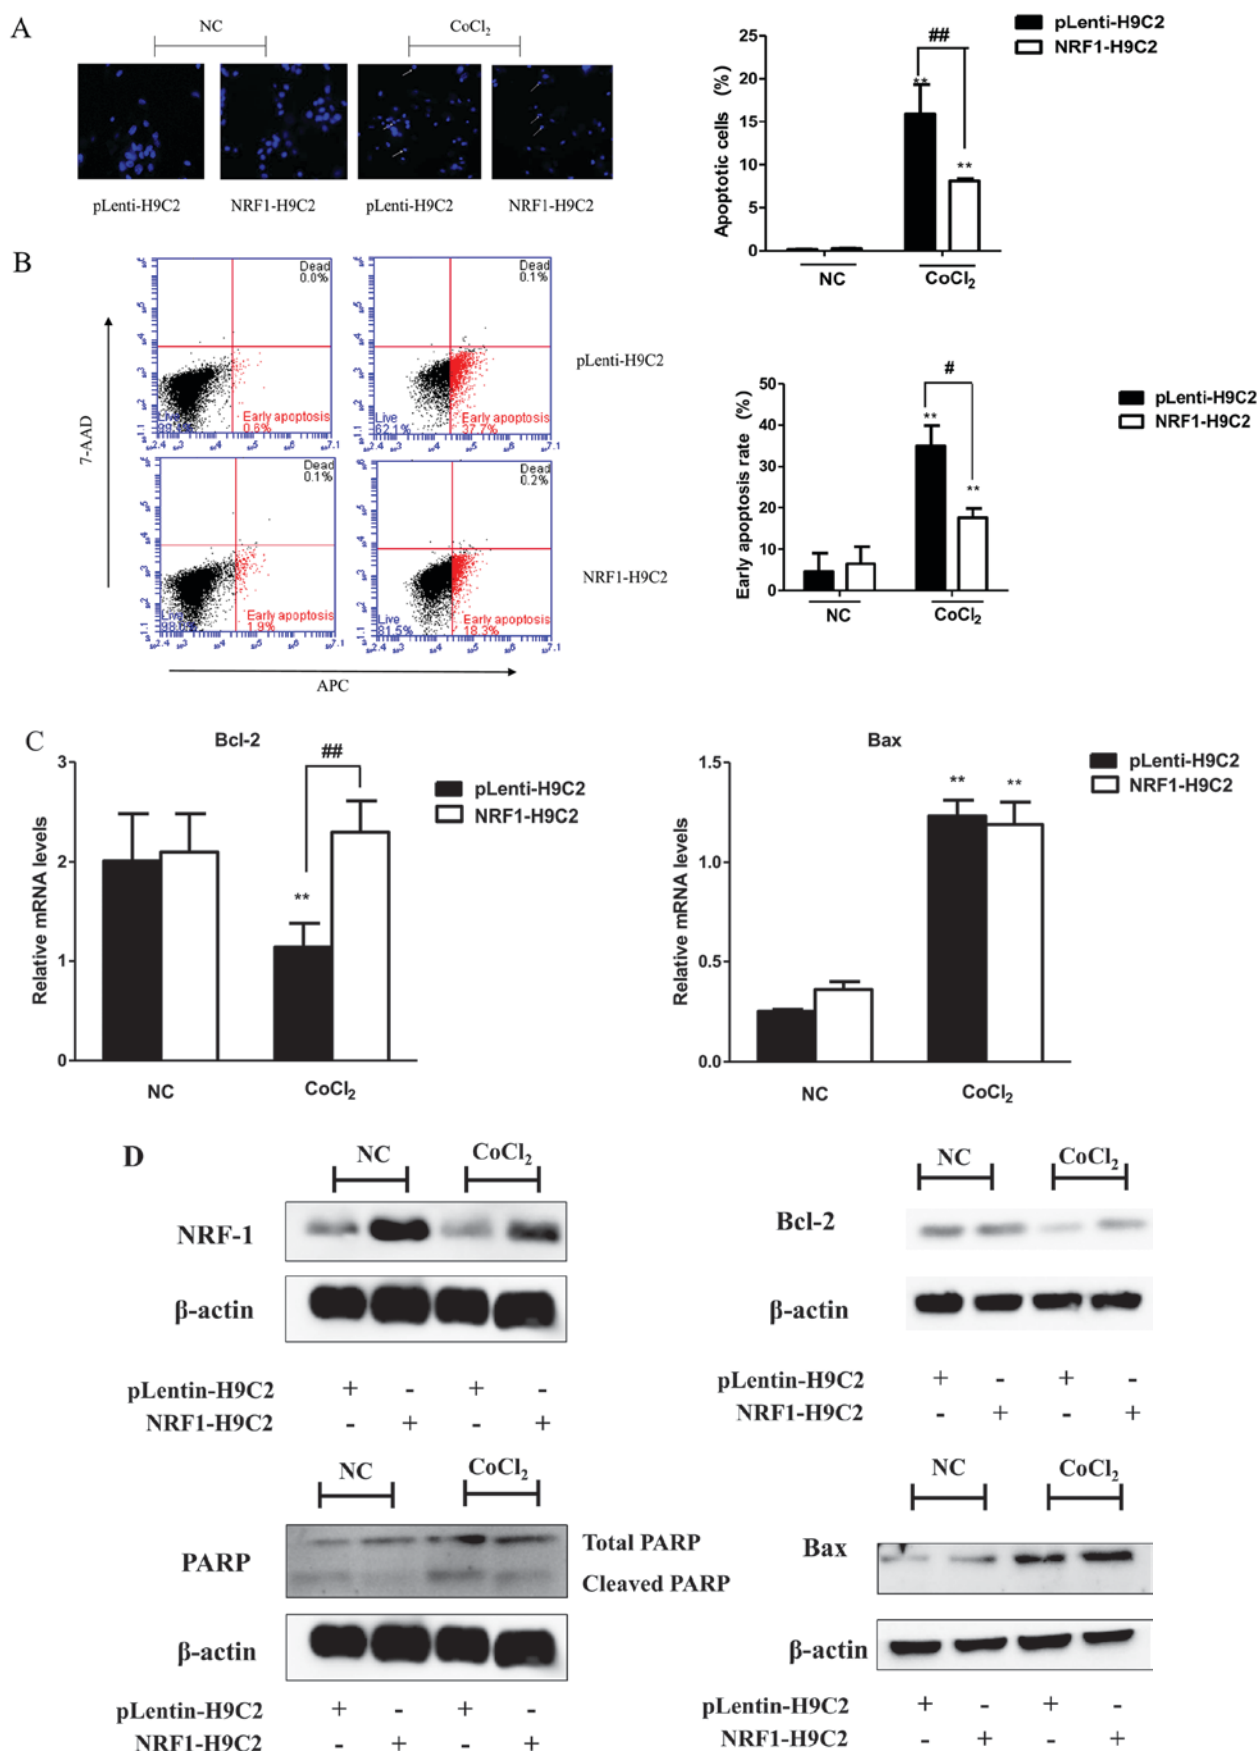 A
NC
CoCl2
pLenti-H9C2
NRF1-H9C2
pLenti-H9C2
NRF1-H9C2
pLenti-H9C2
NRF1-H9C2
Apoptotic cells (%)
25
20
15
10
5
0
##
**
**
NC
CoCl2
B
7-AAD
APC
Dead
0.0%
Early apoptosis
0.6%
Dead
0.1%
Live
62.1%
Early apoptosis
37.7%
pLenti-H9C2
Dead
0.1%
Live
Early apoptosis
1.9%
Dead
0.2%
Live
81.5%
Early apoptosis
18.3%
NRF1-H9C2
pLenti-H9C2
NRF1-H9C2
Early apoptosis rate (%)
50
40
30
20
10
0
#
**
**
NC
CoCl2
C
Bcl-2
Relative mRNA levels
3
2
1
0
##
**
NC
CoCl2
pLenti-H9C2
NRF1-H9C2
Bax
Relative mRNA levels
1.5
1.0
0.5
0.0
**
**
NC
CoCl2
pLenti-H9C2
NRF1-H9C2
D
NC
CoCl2
NRF-1
β-actin
pLentin-H9C2 + - + -
NRF1-H9C2 - + - +
NC
CoCl2
Bcl-2
β-actin
pLentin-H9C2 + - + -
NRF1-H9C2 - + - +
NC
CoCl2
PARP
Total PARP
Cleaved PARP
β-actin
pLentin-H9C2 + - + -
NRF1-H9C2 - + - +
NC
CoCl2
Bax
β-actin
pLentin-H9C2 + - + -
NRF1-H9C2 - + - +